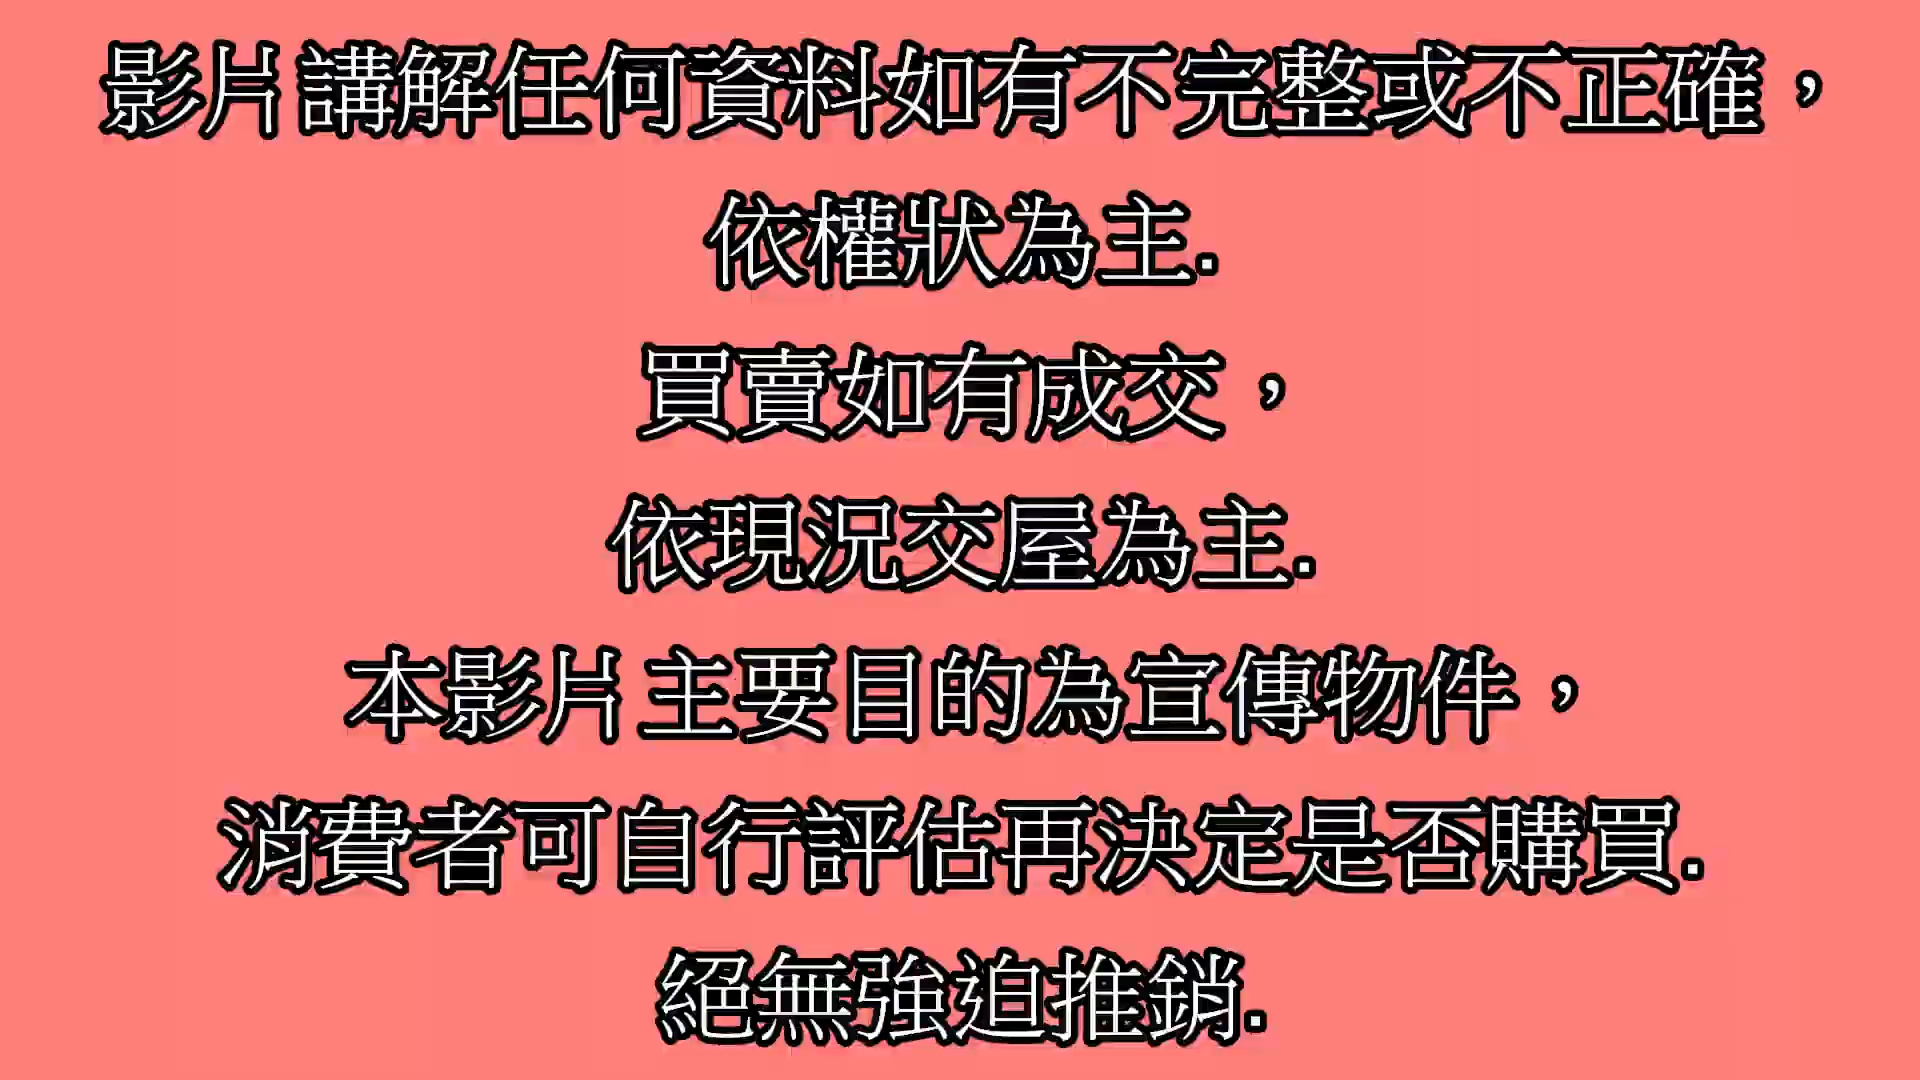 影片講解任何資料如有不完整或不正確，
依權狀為主.
買賣如有成交，
依現況交屋為主.
本影片主要目的為宣傳物件，
消費者可自行評估再決定是否購買.
絕無強迫推銷.